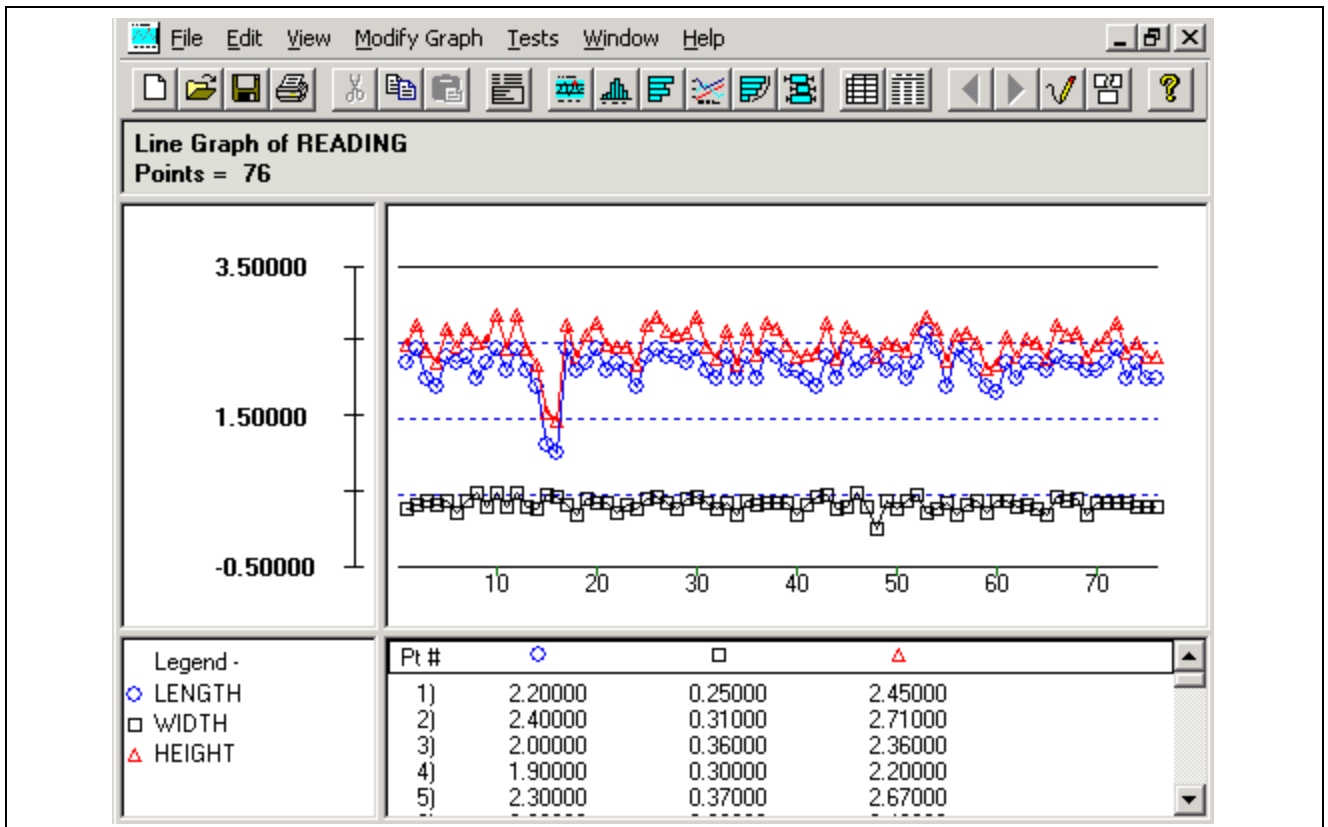 File Edit View Modify Graph Tests Window Help
Line Graph of READING
Points = 76
3.50000
1.50000
-0.50000
10 20 30 40 50 60 70
Legend -
LENGTH
WIDTH
HEIGHT
Pt #
1) 2.20000 0.25000 2.45000
2) 2.40000 0.31000 2.71000
3) 2.00000 0.36000 2.36000
4) 1.90000 0.30000 2.20000
5) 2.30000 0.37000 2.67000